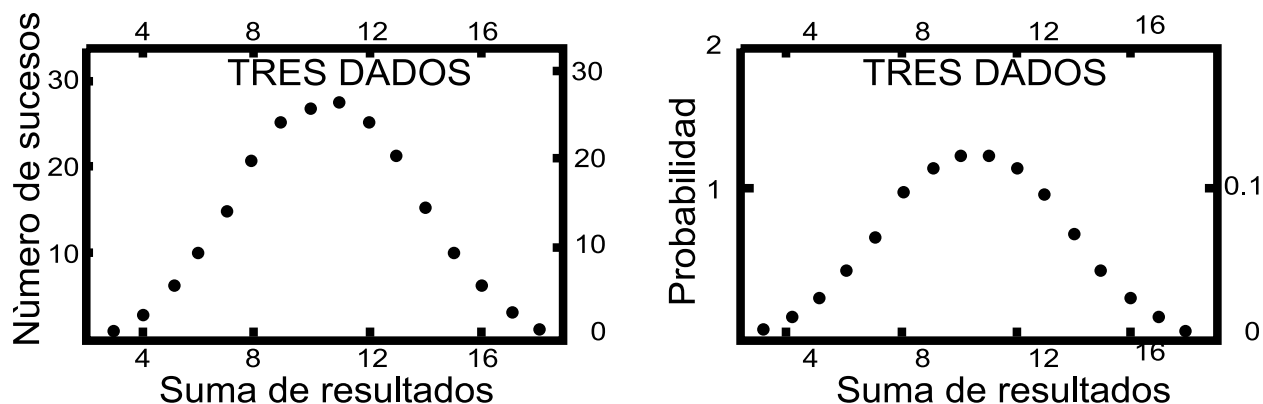 4 8 12 16
TRES DADOS
Nùmero de sucesos
30
20
10
30
20
10
0
4 8 12 16
Suma de resultados
4 8 12 16
TRES DADOS
Probabilidad
2
1
0.1
0
4 8 12 16
Suma de resultados